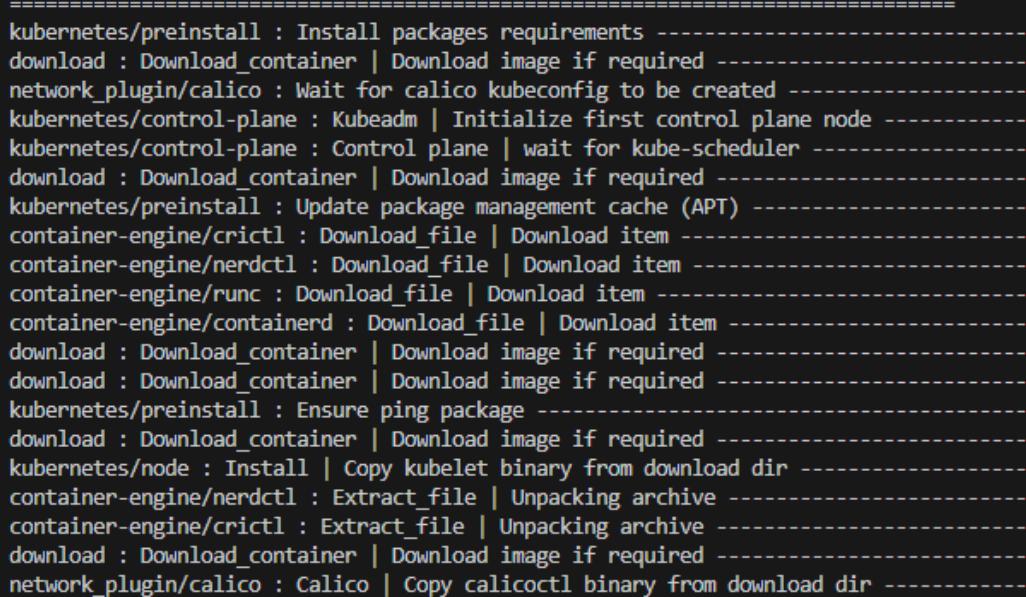 ===============================================================================
kubernetes/preinstall : Install packages requirements -------------------------------
download : Download_container | Download image if required --------------------------
network_plugin/calico : Wait for calico kubeconfig to be created --------------------
kubernetes/control-plane : Kubeadm | Initialize first control plane node ------------
kubernetes/control-plane : Control plane | wait for kube-scheduler ------------------
download : Download_container | Download image if required --------------------------
kubernetes/preinstall : Update package management cache (APT) -----------------------
container-engine/crictl : Download_file | Download item -----------------------------
container-engine/nerdctl : Download_file | Download item ----------------------------
container-engine/runc : Download_file | Download item -------------------------------
container-engine/containerd : Download_file | Download item -------------------------
download : Download_container | Download image if required --------------------------
download : Download_container | Download image if required --------------------------
kubernetes/preinstall : Ensure ping package -----------------------------------------
download : Download_container | Download image if required --------------------------
kubernetes/node : Install | Copy kubelet binary from download dir -------------------
container-engine/nerdctl : Extract_file | Unpacking archive -------------------------
container-engine/crictl : Extract_file | Unpacking archive --------------------------
download : Download_container | Download image if required --------------------------
network_plugin/calico : Calico | Copy calicoctl binary from download dir ------------